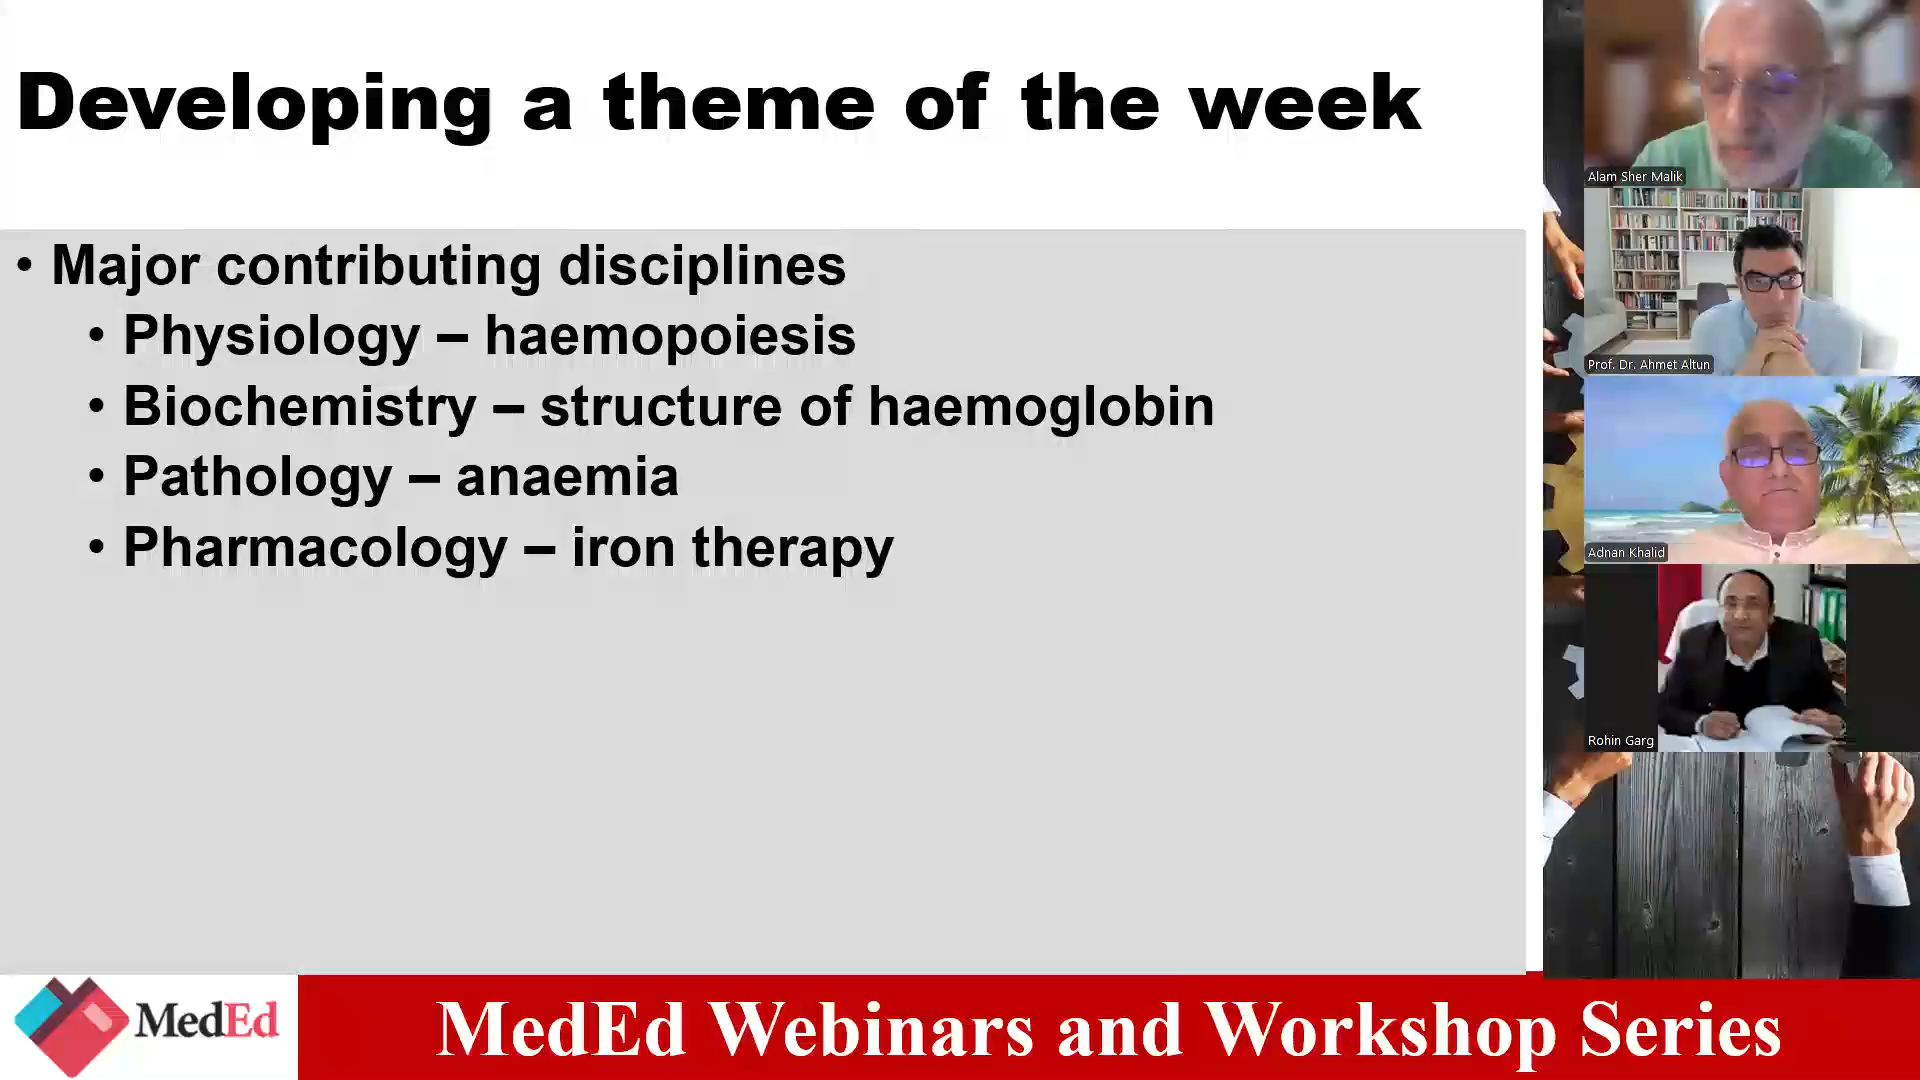 Developing a theme of the week
• Major contributing disciplines
• Physiology – haemopoiesis
• Biochemistry – structure of haemoglobin
• Pathology – anaemia
• Pharmacology – iron therapy
Alam Sher Malik
Prof. Dr. Ahmet Altun
Adnan Khalid
Rohin Garg
MedEd
MedEd Webinars and Workshop Series